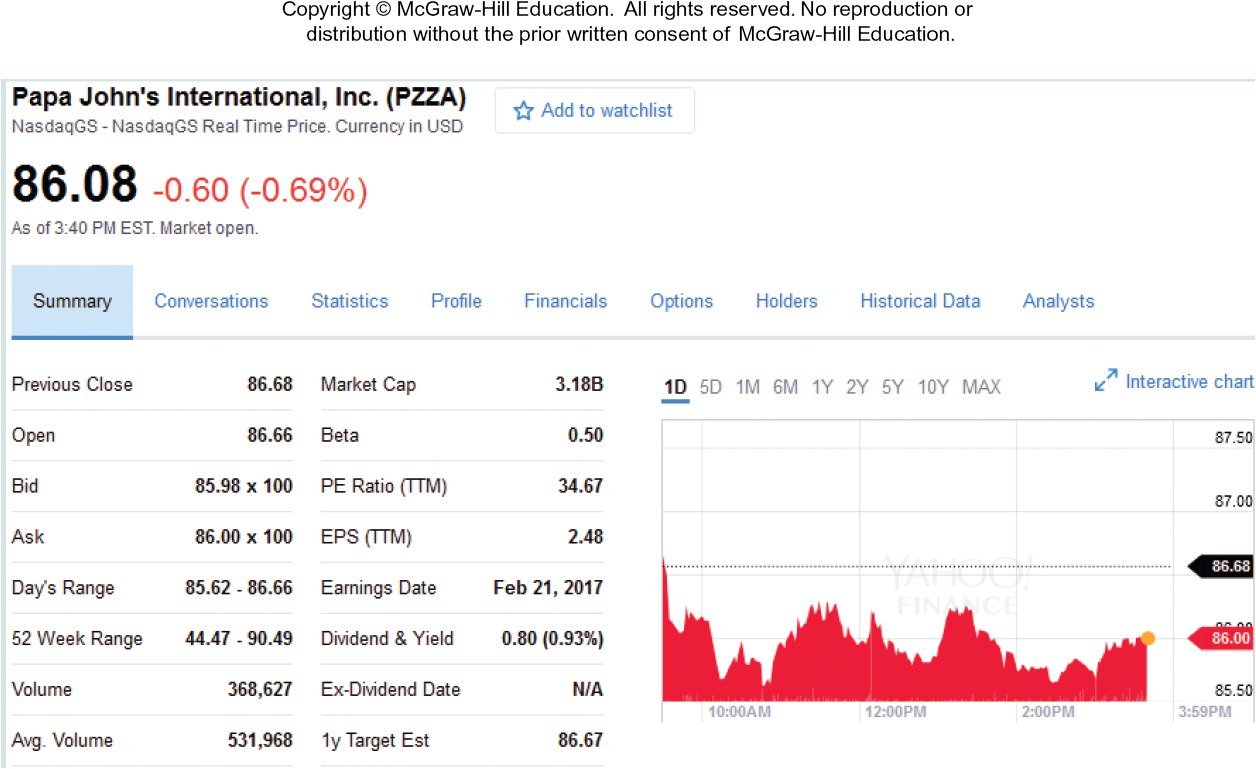 Copyright © McGraw-Hill Education. All rights reserved. No reproduction or
distribution without the prior written consent of McGraw-Hill Education.
Papa John's International, Inc. (PZZA)
Add to watchlist
NasdaqGS - NasdaqGS Real Time Price. Currency in USD
86.08 -0.60 (-0.69%)
As of 3:40 PM EST. Market open.
Summary Conversations Statistics Profile Financials Options Holders Historical Data Analysts
Previous Close 86.68
Open 86.66
Bid 85.98 x 100
Ask 86.00 x 100
Day's Range 85.62 - 86.66
52 Week Range 44.47 - 90.49
Volume 368,627
Avg. Volume 531,968
Market Cap 3.18B
Beta 0.50
PE Ratio (TTM) 34.67
EPS (TTM) 2.48
Earnings Date Feb 21, 2017
Dividend & Yield 0.80 (0.93%)
Ex-Dividend Date N/A
1y Target Est 86.67
1D 5D 1M 6M 1Y 2Y 5Y 10Y MAX
Interactive chart
87.50
87.00
86.68
YAHOO!
FINANCE
86.00
85.50
10:00AM 12:00PM 2:00PM 3:59PM